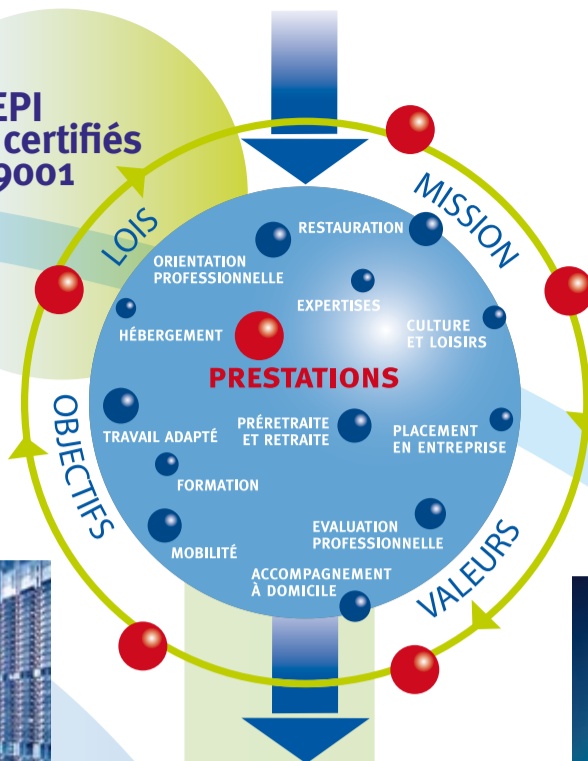 EPI
certifiés
9001
MISSION
LOIS
RESTAURATION
ORIENTATION
PROFESSIONNELLE
EXPERTISES
CULTURE
ET LOISIRS
HÉBERGEMENT
PRESTATIONS
OBJECTIFS
TRAVAIL ADAPTÉ
PRÉRETRAITE
ET RETRAITE
PLACEMENT
EN ENTREPRISE
FORMATION
MOBILITÉ
EVALUATION
PROFESSIONNELLE
VALEURS
ACCOMPAGNEMENT
À DOMICILE